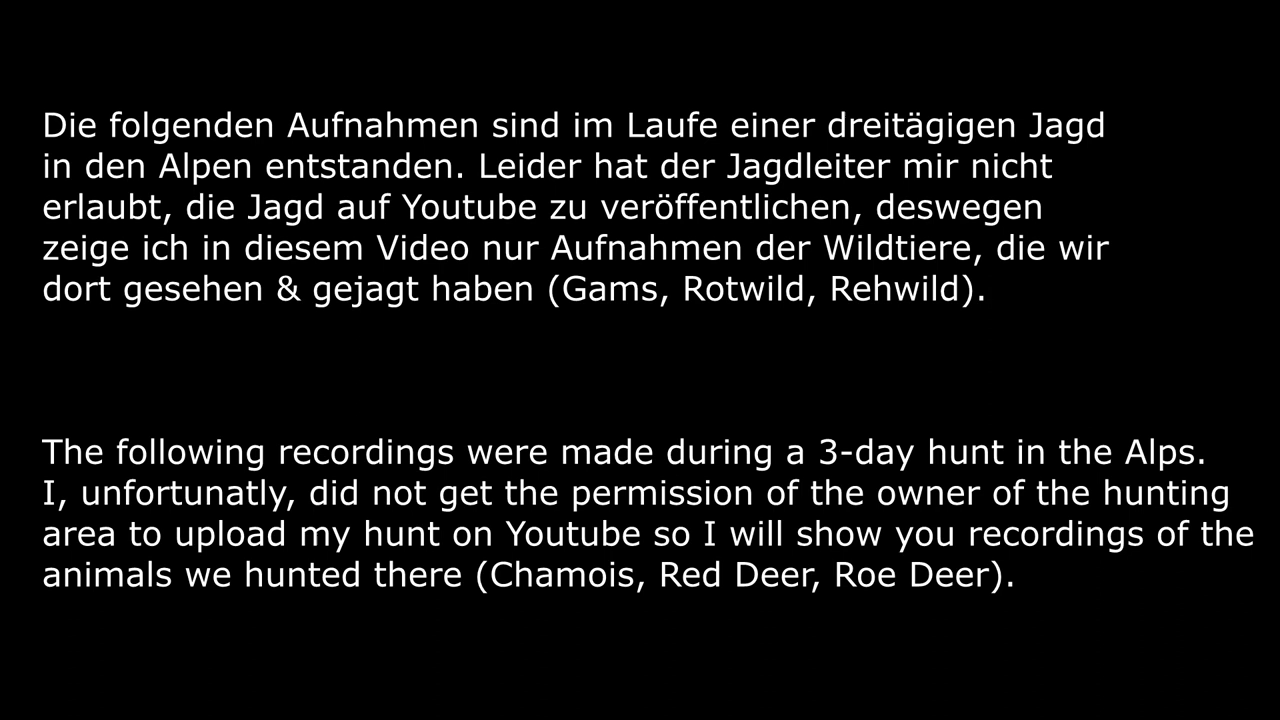 Die folgenden Aufnahmen sind im Laufe einer dreitägigen Jagd
in den Alpen entstanden. Leider hat der Jagdleiter mir nicht
erlaubt, die Jagd auf Youtube zu veröffentlichen, deswegen
zeige ich in diesem Video nur Aufnahmen der Wildtiere, die wir
dort gesehen & gejagt haben (Gams, Rotwild, Rehwild).
The following recordings were made during a 3-day hunt in the Alps.
I, unfortunatly, did not get the permission of the owner of the hunting
area to upload my hunt on Youtube so I will show you recordings of the
animals we hunted there (Chamois, Red Deer, Roe Deer).